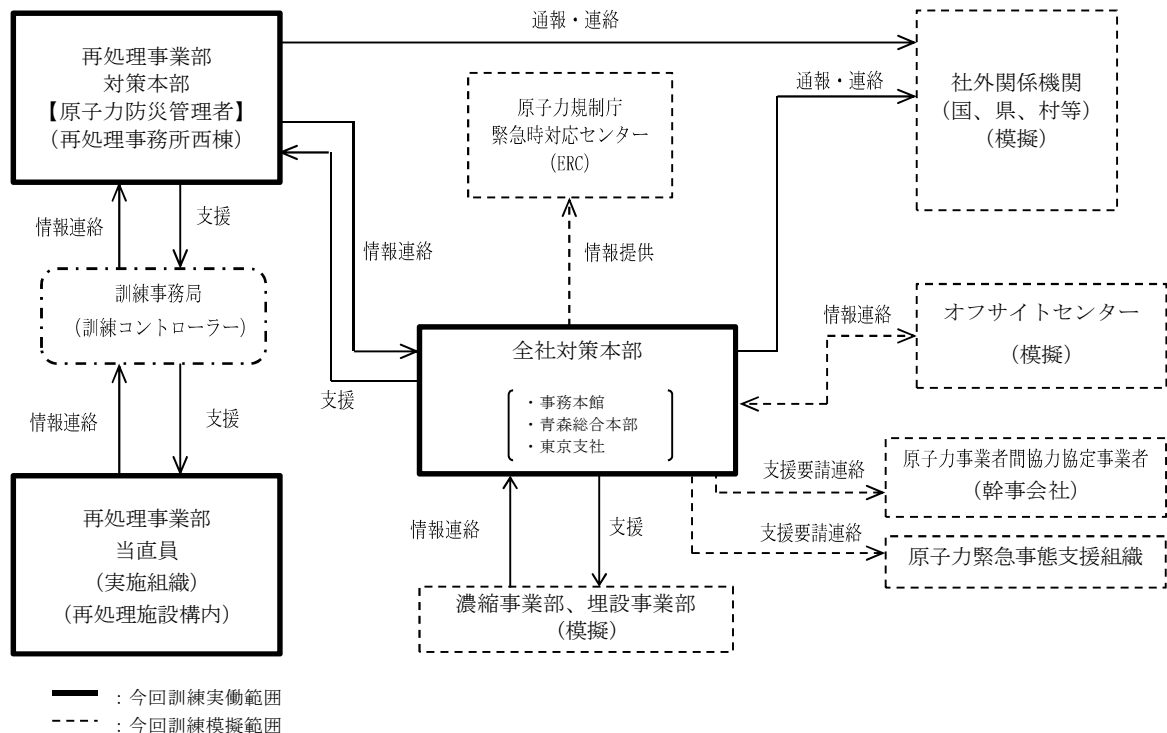 通報・連絡
再処理事業部
対策本部
【原子力防災管理者】
(再処理事務所西棟)
通報・連絡
社外関係機関
(国、県、村等)
(模擬)
原子力規制庁
緊急時対応センター
(ERC)
情報連絡
支援
情報連絡
情報提供
訓練事務局
(訓練コントローラー)
情報連絡
オフサイトセンター
(模擬)
全社対策本部
・事務本館
・青森総合本部
・東京支社
支援
情報連絡
支援
支援要請連絡
原子力事業者間協力協定事業者
(幹事会社)
再処理事業部
当直員
(実施組織)
(再処理施設構内)
情報連絡
支援
支援要請連絡
原子力緊急事態支援組織
濃縮事業部、埋設事業部
(模擬)
:今回訓練実働範囲
:今回訓練模擬範囲